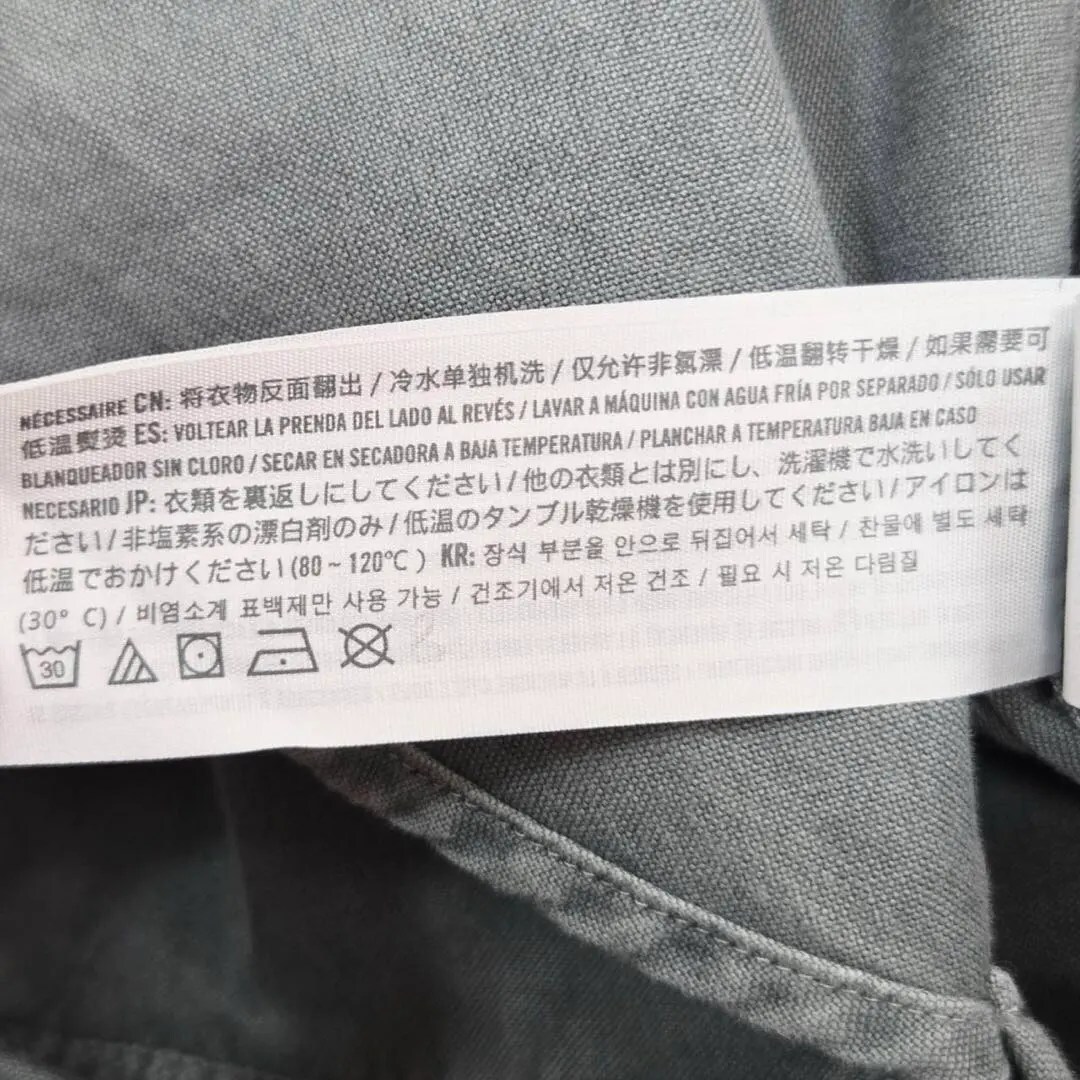 NÉCESSAIRE CN: 将衣物反面翻出 / 冷水单独机洗 / 仅允许非氯漂 / 低温翻转干燥 / 如果需要可
低温熨烫 ES: VOLTEAR LA PRENDA DEL LADO AL REVÉS / LAVAR A MÁQUINA CON AGUA FRÍA POR SEPARADO / SÓLO USAR
BLANQUEADOR SIN CLORO / SECAR EN SECADORA A BAJA TEMPERATURA / PLANCHAR A TEMPERATURA BAJA EN CASO
NECESARIO JP: 衣類を裏返しにしてください/他の衣類とは別にし、洗濯機で水洗いしてく
ださい/非塩素系の漂白剤のみ/低温のタンブル乾燥機を使用してください/アイロンは
低温でおかけください(80 ~ 120°C ) KR: 장식 부분을 안으로 뒤집어서 세탁 / 찬물에 별도 세탁
(30° C) / 비염소계 표백제만 사용 가능 / 건조기에서 저온 건조 / 필요 시 저온 다림질
30